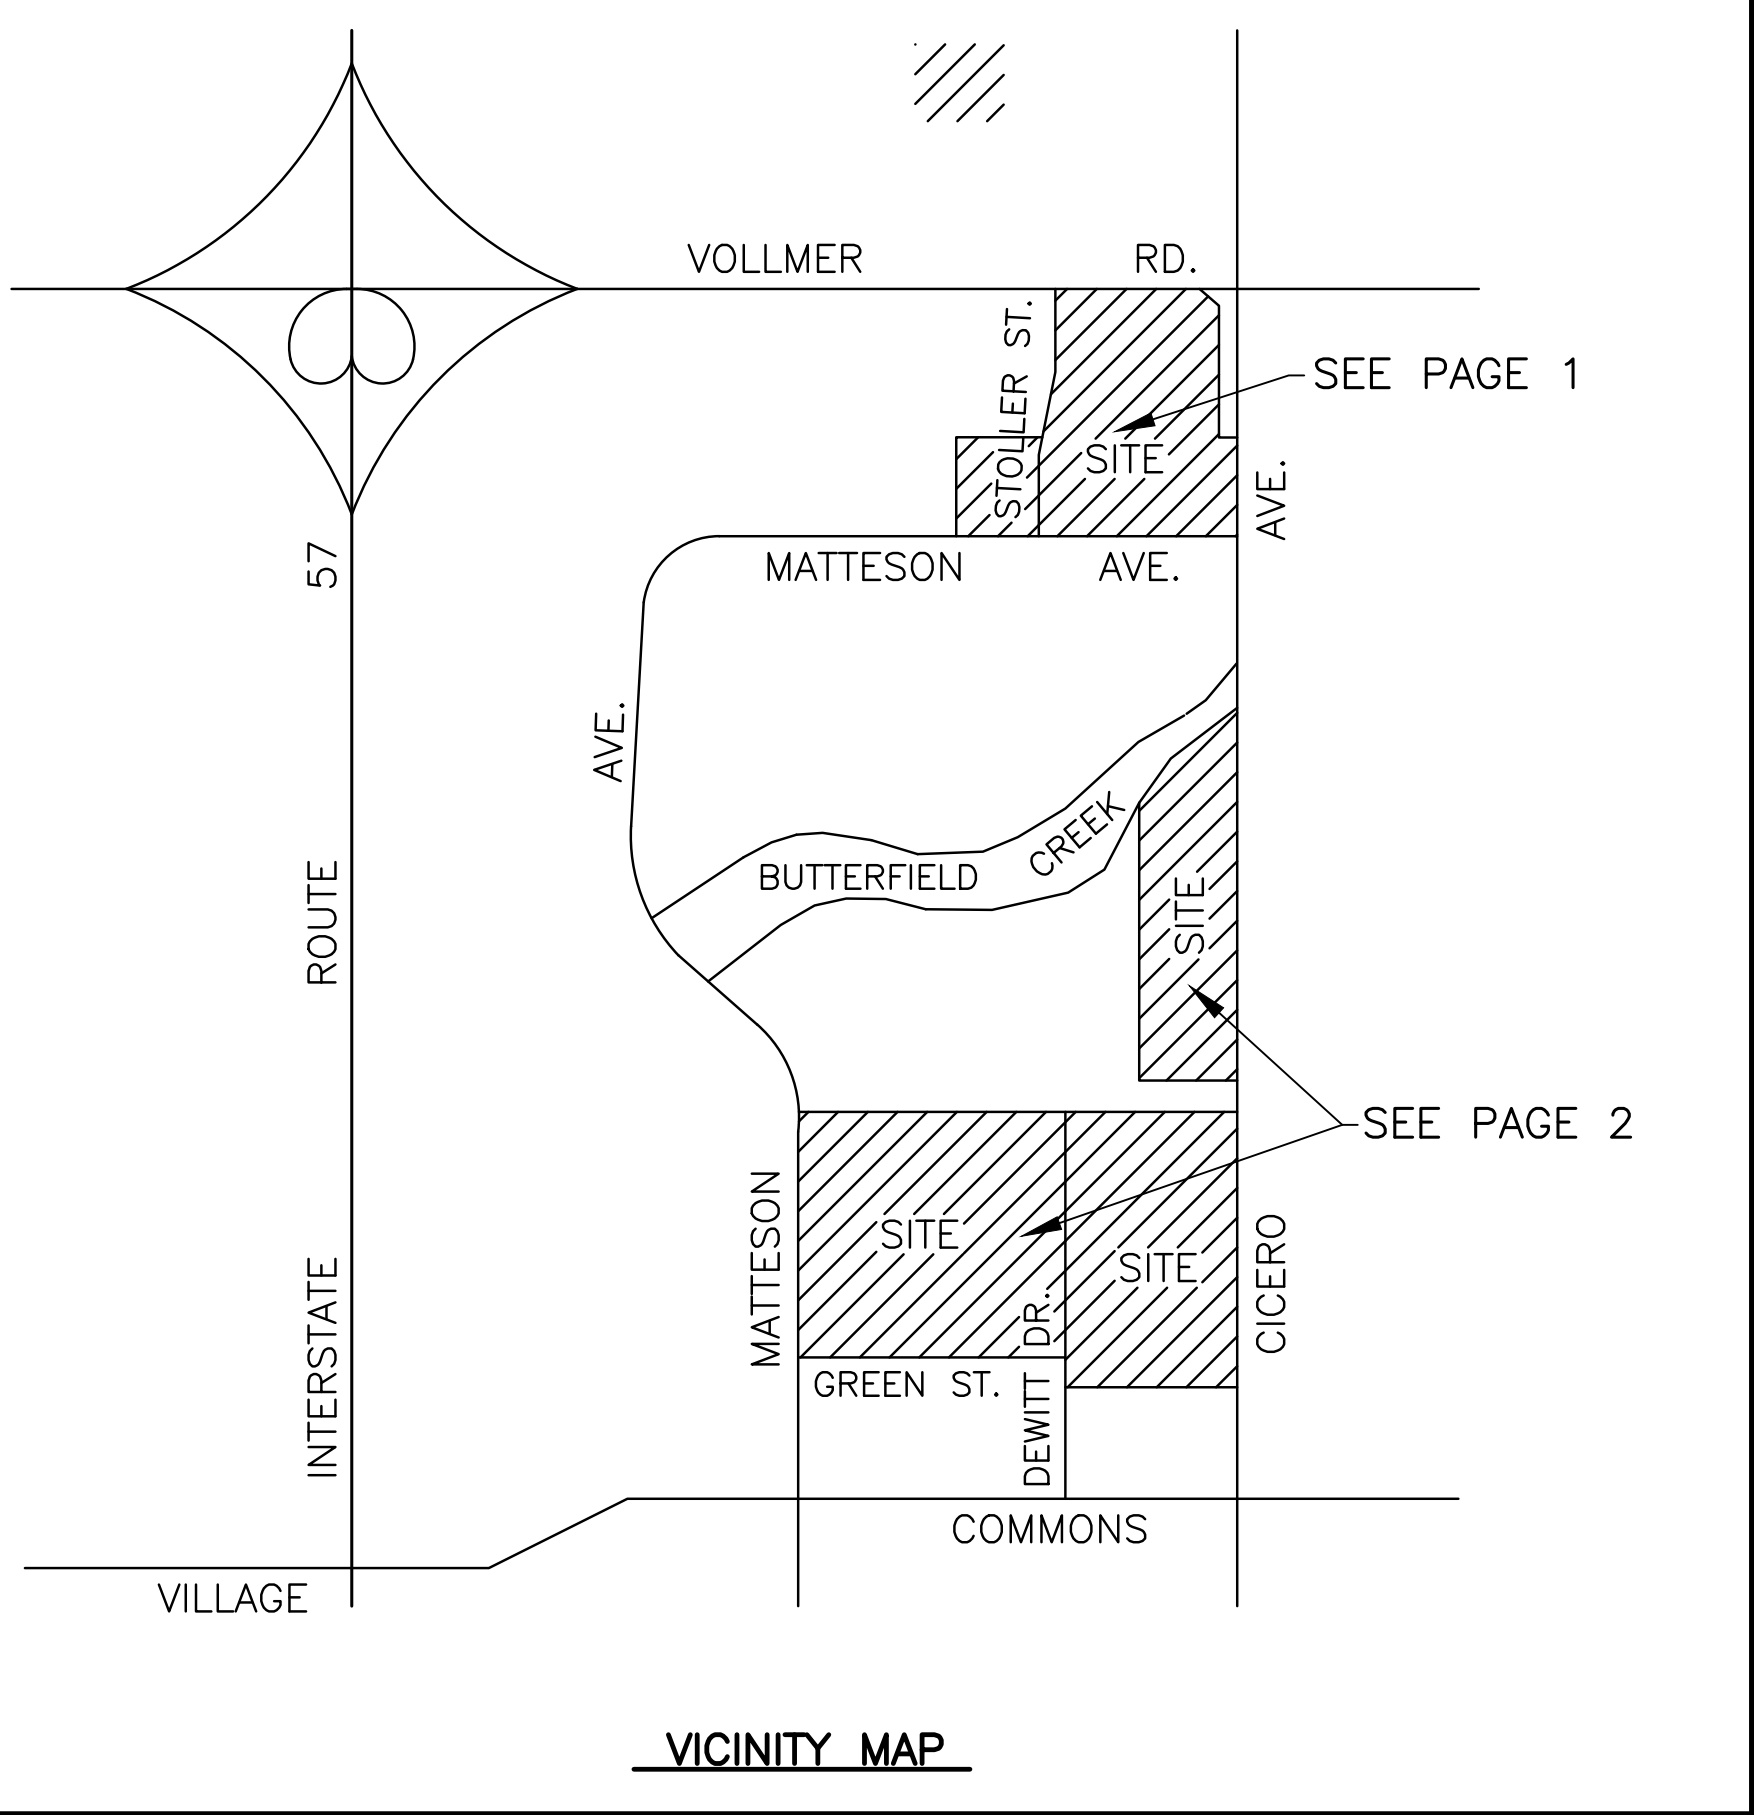 VOLLMER RD.
STOLLER ST.
SEE PAGE 1
SITE
CICERO AVE.
MATTESON AVE.
INTERSTATE ROUTE 57
MATTESON AVE.
BUTTERFIELD CREEK
SITE
SEE PAGE 2
SITE
SITE
GREEN ST.
DEWITT DR.
VILLAGE COMMONS
VICINITY MAP